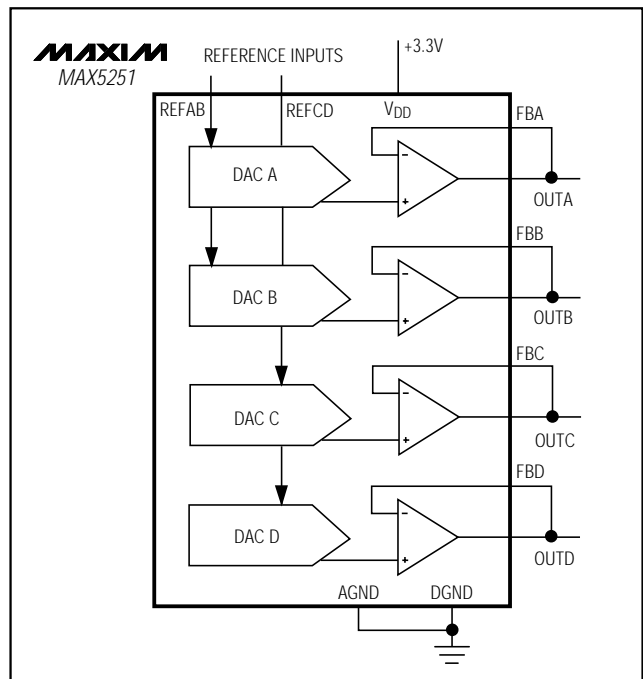 MAXIM
MAX5251
REFERENCE INPUTS
+3.3V
REFAB
REFCD
VDD
FBA
DAC A
-
+
OUTA
FBB
DAC B
-
+
OUTB
FBC
DAC C
-
+
OUTC
FBD
DAC D
-
+
OUTD
AGND
DGND